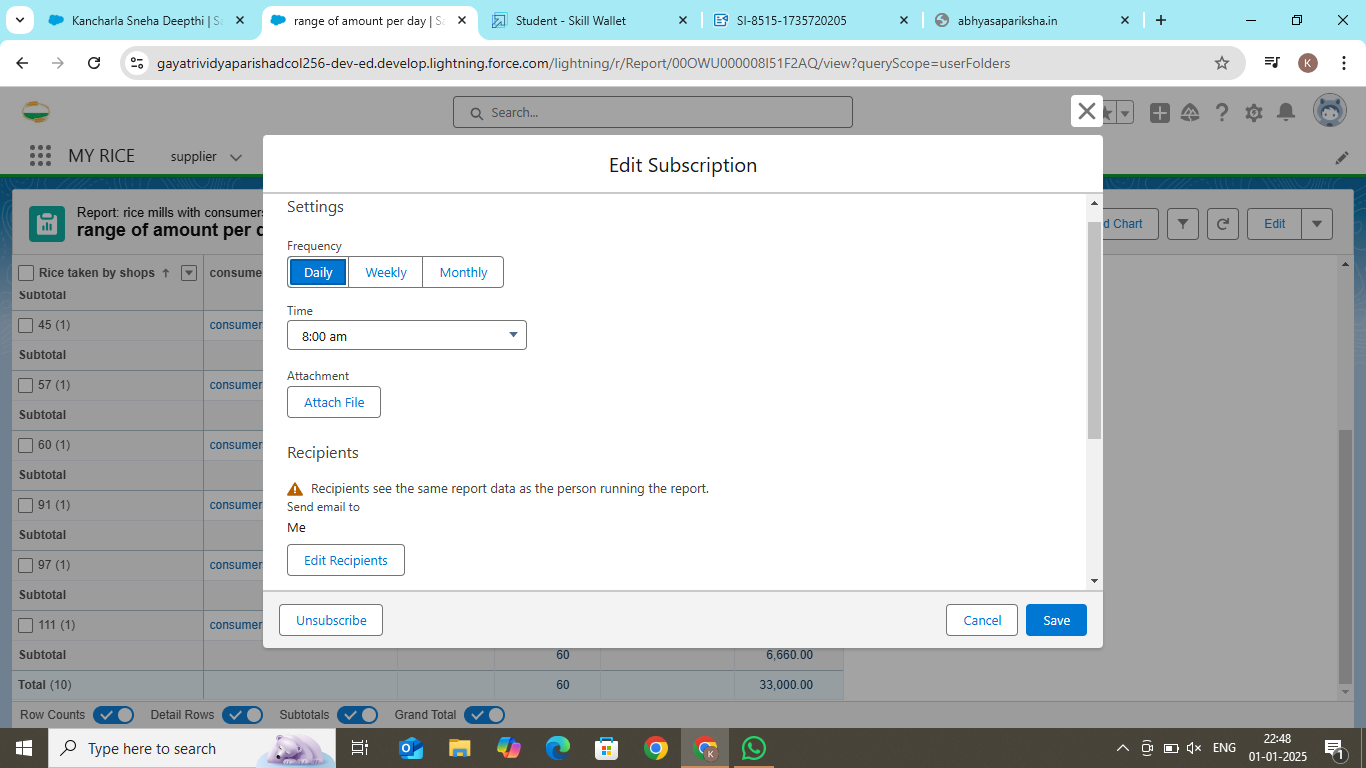 Kancharla Sneha Deepthi | Sa
range of amount per day | Sa
Student - Skill Wallet
SI-8515-1735720205
abhyasapariksha.in
gayatrividyaparishadcol256-dev-ed.develop.lightning.force.com/lightning/r/Report/00OWU000008I51F2AQ/view?queryScope=userFolders
K
Search...
MY RICE
supplier
Edit Subscription
Report: rice mills with consumers
range of amount per d
d Chart
Edit
Rice taken by shops ↑
consume
Subtotal
45 (1)
consumer
Subtotal
57 (1)
consumer
Subtotal
60 (1)
consumer
Subtotal
91 (1)
consumer
Subtotal
97 (1)
consumer
Subtotal
111 (1)
consumer
Subtotal
60
6,660.00
Total (10)
60
33,000.00
Settings
Frequency
Daily
Weekly
Monthly
Time
8:00 am
Attachment
Attach File
Recipients
Recipients see the same report data as the person running the report.
Send email to
Me
Edit Recipients
Unsubscribe
Cancel
Save
Row Counts
Detail Rows
Subtotals
Grand Total
Type here to search
K
ENG
22:48
01-01-2025
1